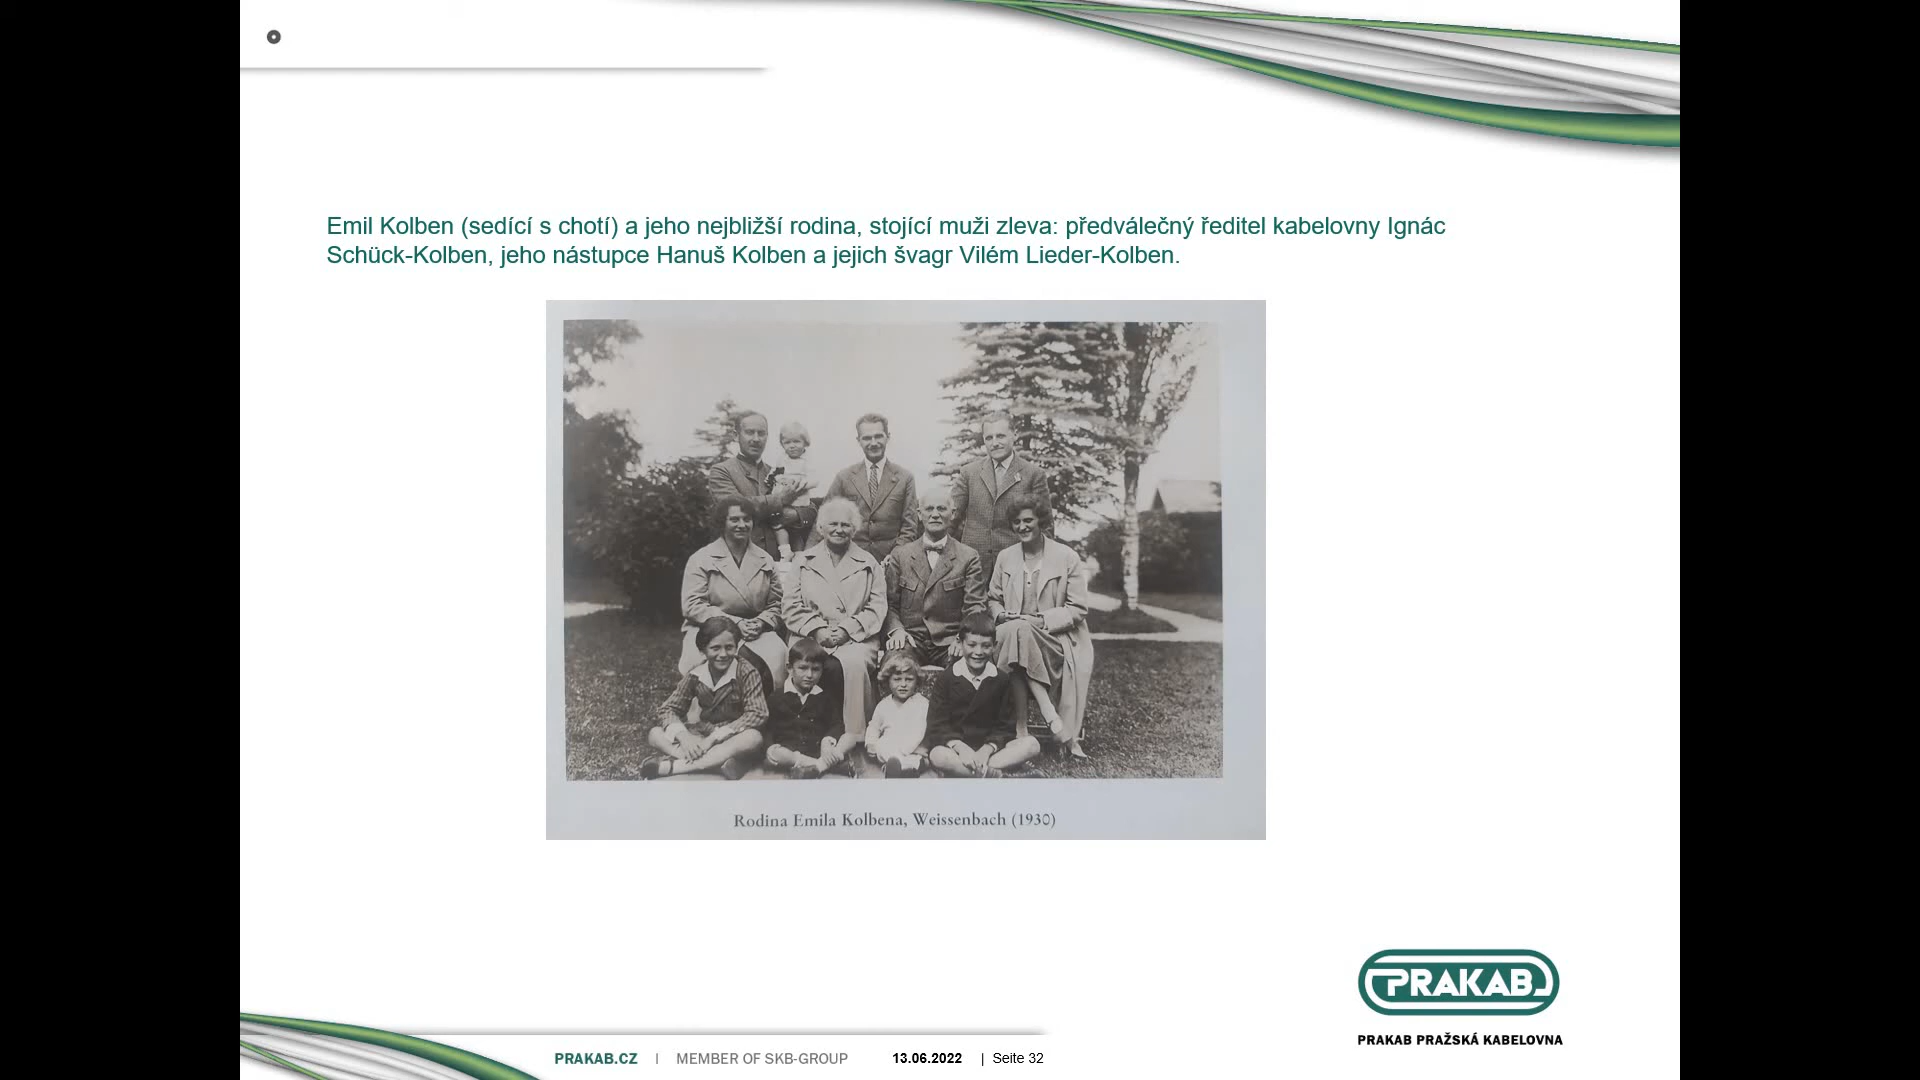 Emil Kolben (sedící s chotí) a jeho nejbližší rodina, stojící muži zleva: předválečný ředitel kabelovny Ignác
Schück-Kolben, jeho nástupce Hanuš Kolben a jejich švagr Vilém Lieder-Kolben.
Rodina Emila Kolbena, Weissenbach (1930)
PRAKAB
PRAKAB PRAŽSKÁ KABELOVNA
PRAKAB.CZ | MEMBER OF SKB-GROUP 13.06.2022 | Seite 32